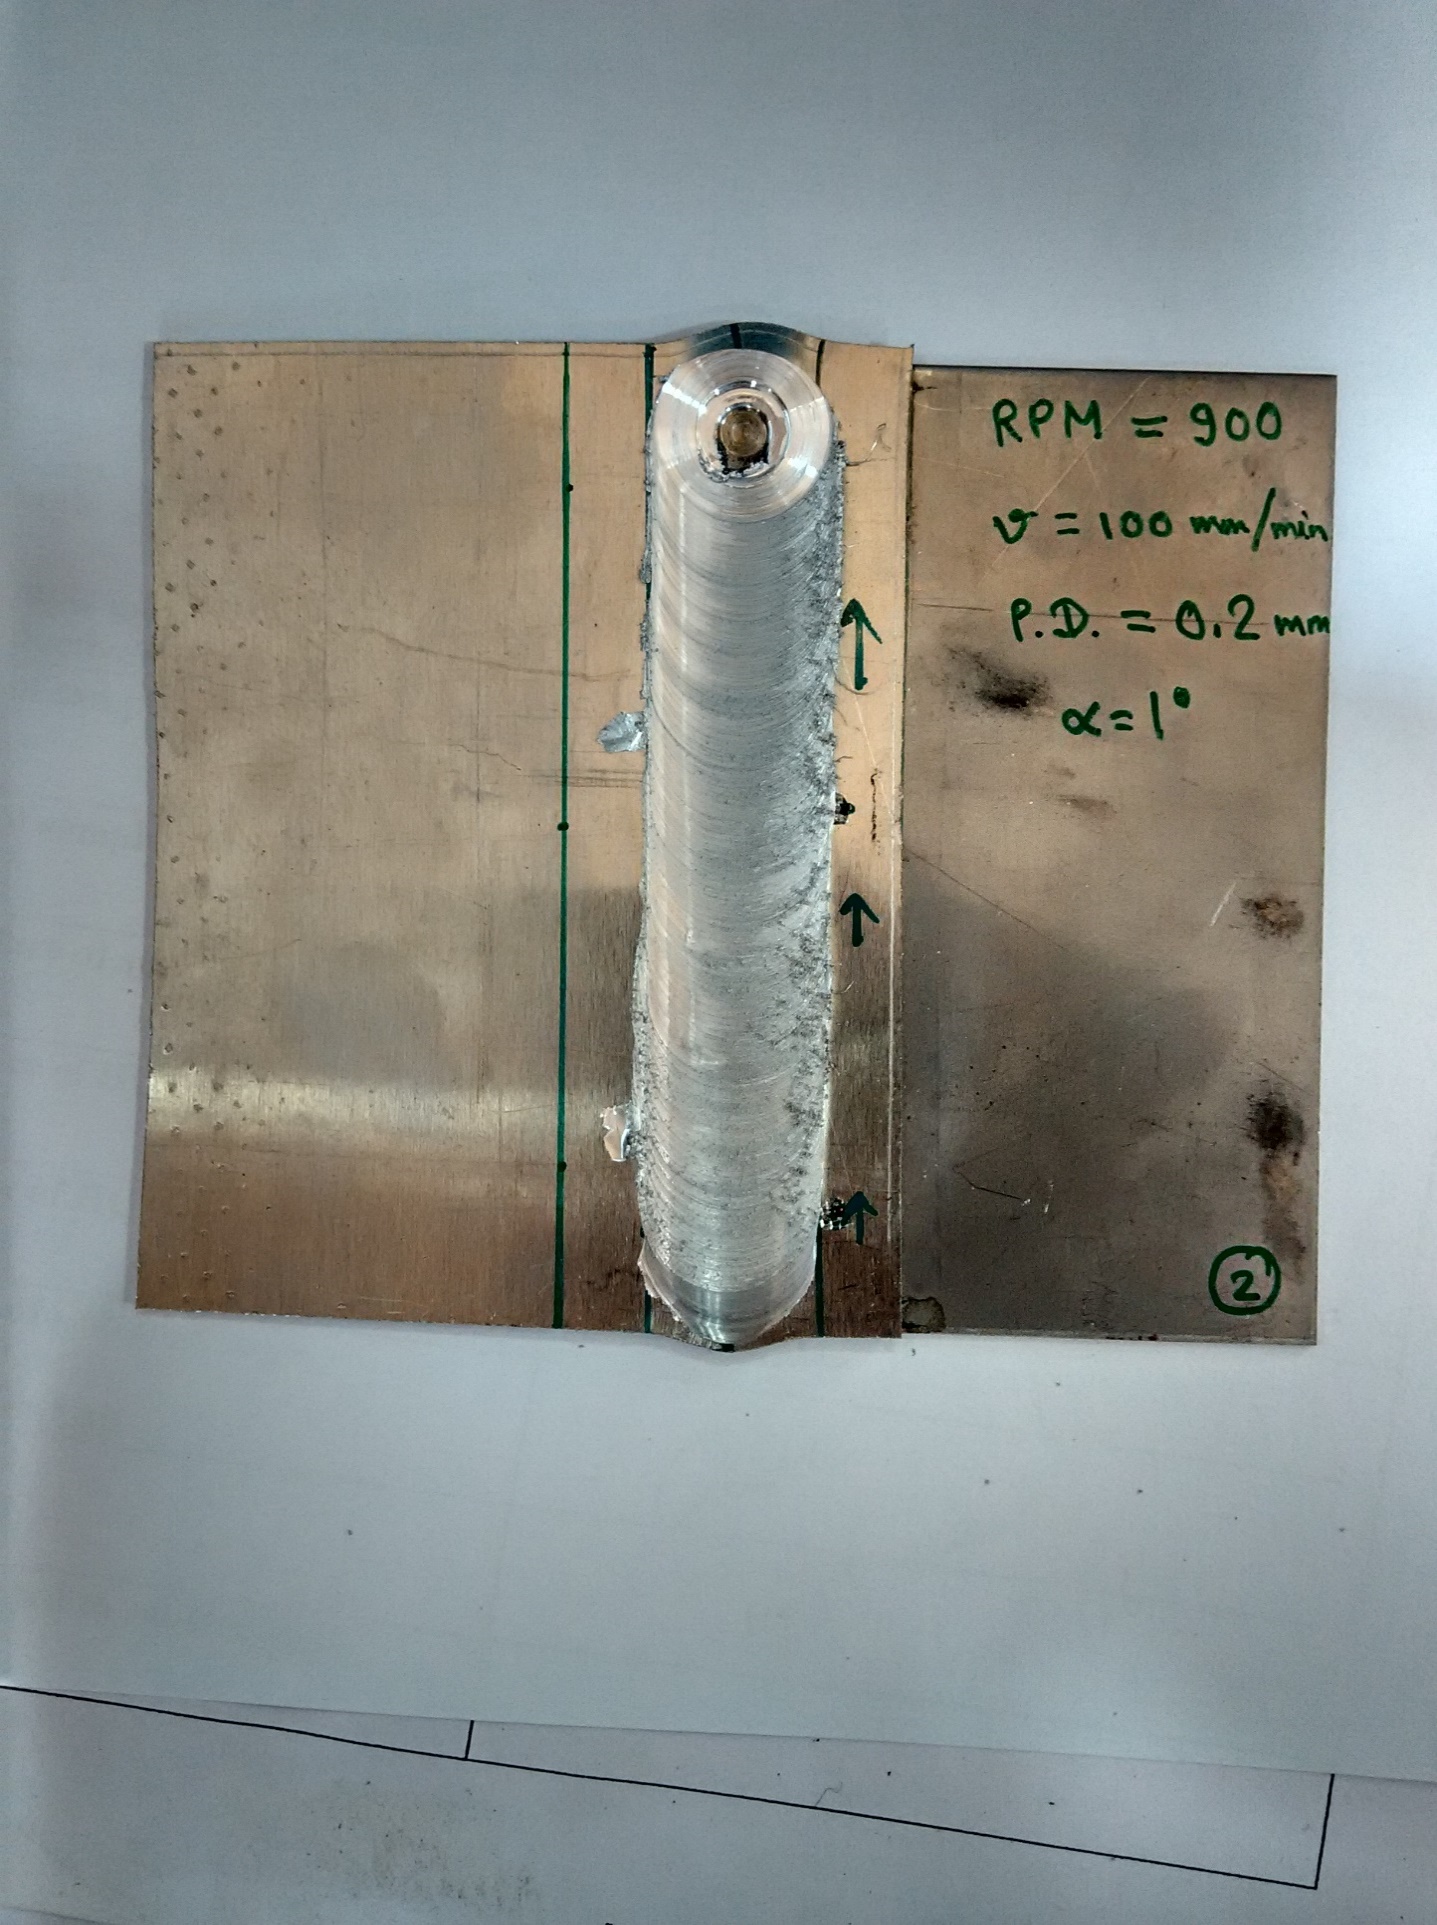 RPM = 900
v = 100 mm/min
P.D. = 0.2 mm
α = 1°
2